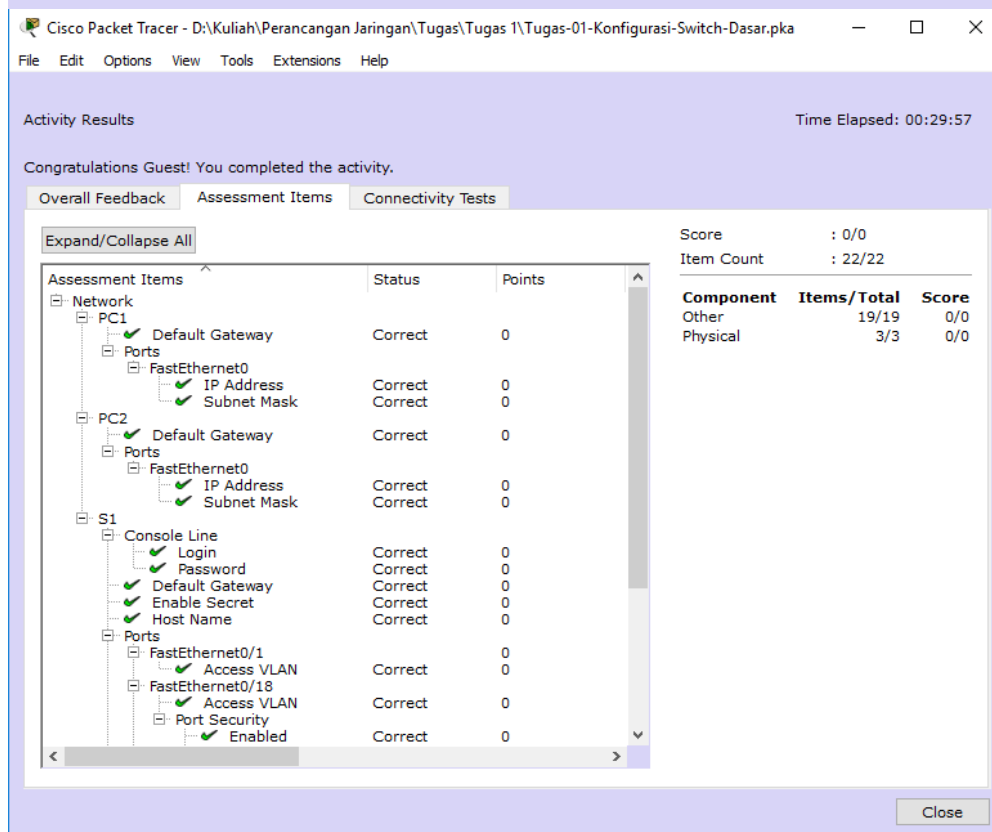 Cisco Packet Tracer - D:\Kuliah\Perancangan Jaringan\Tugas\Tugas 1\Tugas-01-Konfigurasi-Switch-Dasar.pka
File Edit Options View Tools Extensions Help
Activity Results Time Elapsed: 00:29:57
Congratulations Guest! You completed the activity.
Overall Feedback Assessment Items Connectivity Tests
Expand/Collapse All
Assessment Items Status Points
Network
PC1
Default Gateway Correct 0
Ports
FastEthernet0
IP Address Correct 0
Subnet Mask Correct 0
PC2
Default Gateway Correct 0
Ports
FastEthernet0
IP Address Correct 0
Subnet Mask Correct 0
S1
Console Line
Login Correct 0
Password Correct 0
Default Gateway Correct 0
Enable Secret Correct 0
Host Name Correct 0
Ports
FastEthernet0/1 0
Access VLAN Correct 0
FastEthernet0/18
Access VLAN Correct 0
Port Security
Enabled Correct 0
Score : 0/0
Item Count : 22/22
Component Items/Total Score
Other 19/19 0/0
Physical 3/3 0/0
Close